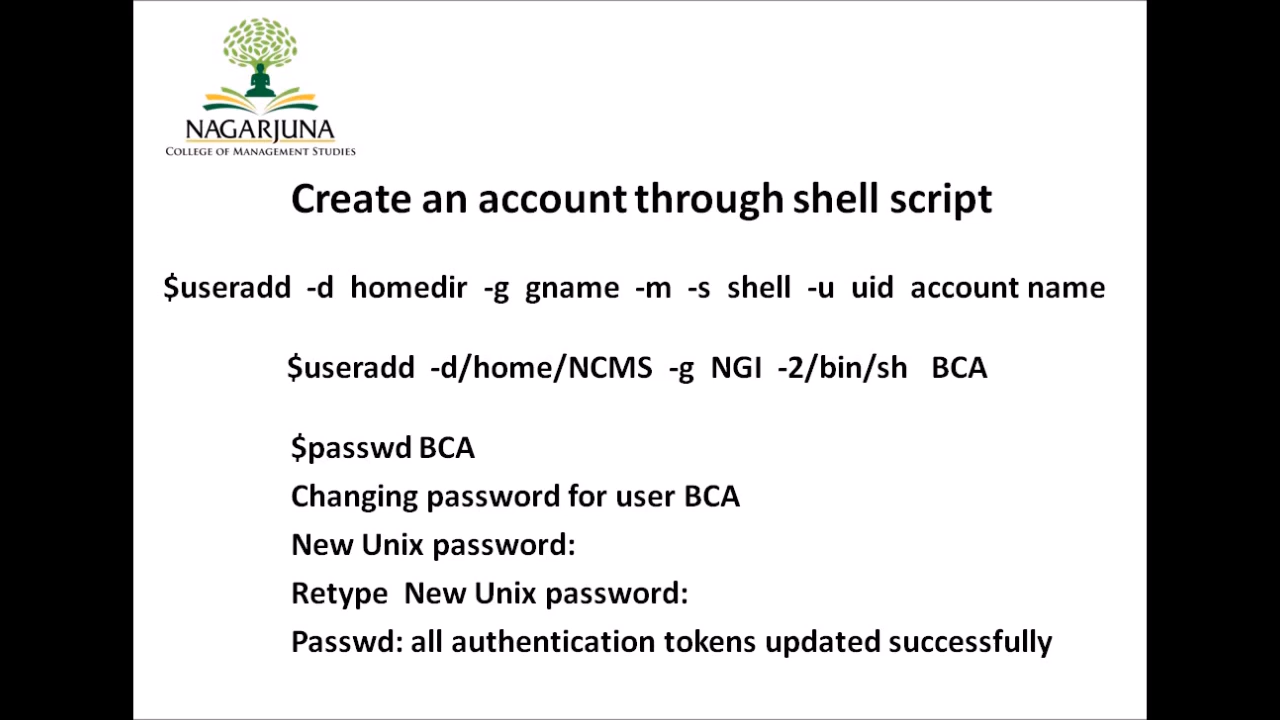 NAGARJUNA
COLLEGE OF MANAGEMENT STUDIES
Create an account through shell script
$useradd -d homedir -g gname -m -s shell -u uid account name
$useradd -d/home/NCMS -g NGI -2/bin/sh BCA
$passwd BCA
Changing password for user BCA
New Unix password:
Retype New Unix password:
Passwd: all authentication tokens updated successfully